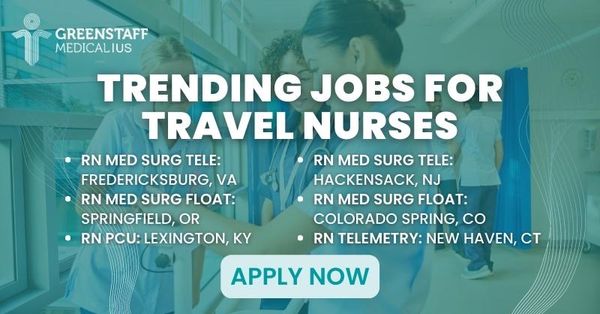 GREENSTAFF
MEDICAL|US
TRENDING JOBS FOR
TRAVEL NURSES
• RN MED SURG TELE:
FREDERICKSBURG, VA
• RN MED SURG FLOAT:
SPRINGFIELD, OR
• RN PCU: LEXINGTON, KY
• RN MED SURG TELE:
HACKENSACK, NJ
• RN MED SURG FLOAT:
COLORADO SPRING, CO
• RN TELEMETRY: NEW HAVEN, CT
APPLY NOW